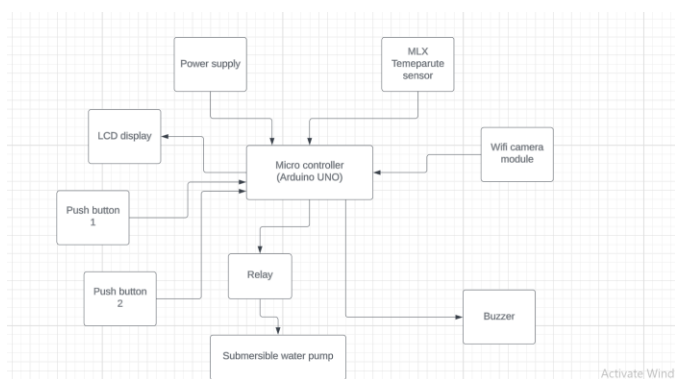 MLX
Temeparute
sensor
Power supply
LCD display
Wifi camera
module
Micro controller
(Arduino UNO)
Push button
1
Relay
Push button
2
Buzzer
Submersible water pump
Activate Wind